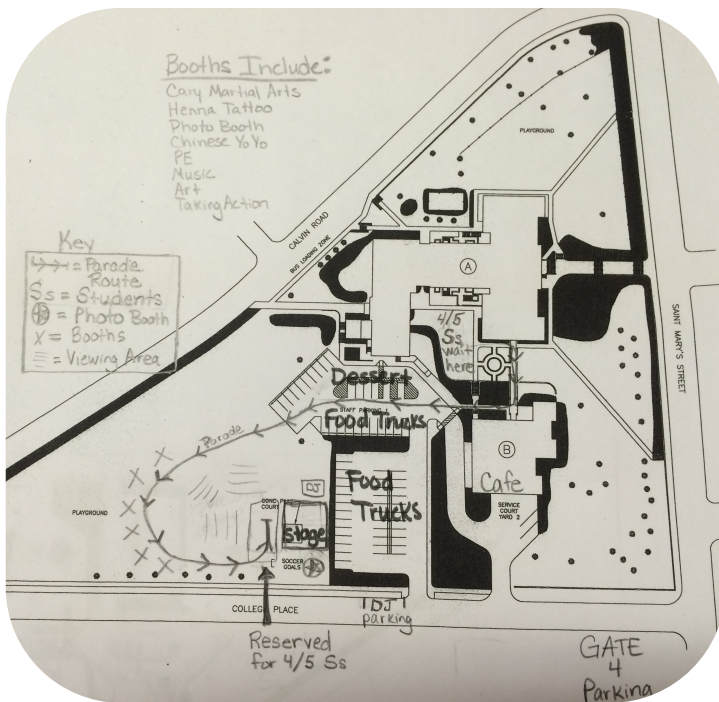 Booths Include:
Cary Martial Arts
Henna Tattoo
Photo Booth
Chinese YoYo
PE
Music
Art
Taking Action
PLAYGROUND
CALVIN ROAD
BUS LOADING ZONE
Key
= Parade
Route
Ss = Students
= Photo Booth
X = Booths
= Viewing Area
A
4/5
Ss
wait
here
SAINT MARY'S STREET
Dessert
STAFF PARKING
Food Trucks
Parade
B
Cafe
Food
Trucks
DJ
COURT
stage
SERVICE
COURT
YARD 2
PLAYGROUND
SOCCER
GOALS
COLLEGE PLACE
DJ
parking
Reserved
for 4/5 Ss
GATE
4
Parking